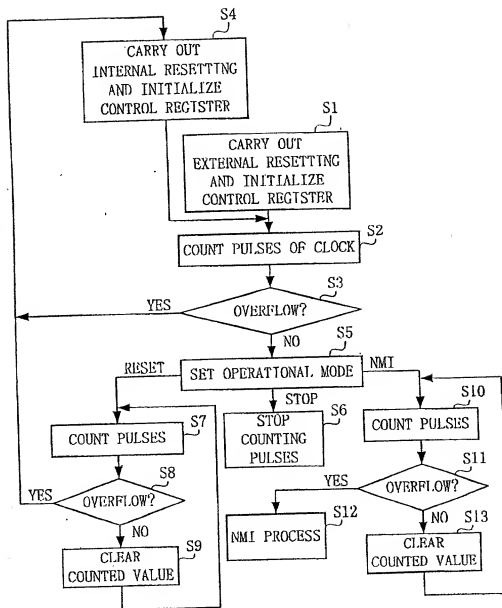 S4
CARRY OUT
INTERNAL RESETTING
AND INITIALIZE
CONTROL REGISTER
S1
CARRY OUT
EXTERNAL RESETTING
AND INITIALIZE
CONTROL REGISTER
S2
COUNT PULSES OF CLOCK
S3
YES
OVERFLOW?
NO
S5
RESET
SET OPERATIONAL MODE
NMI
STOP
S7
COUNT PULSES
S6
STOP
COUNTING
PULSES
S10
COUNT PULSES
S8
YES
OVERFLOW?
NO
S11
YES
OVERFLOW?
NO
S9
CLEAR
COUNTED VALUE
S12
NMI PROCESS
S13
CLEAR
COUNTED VALUE